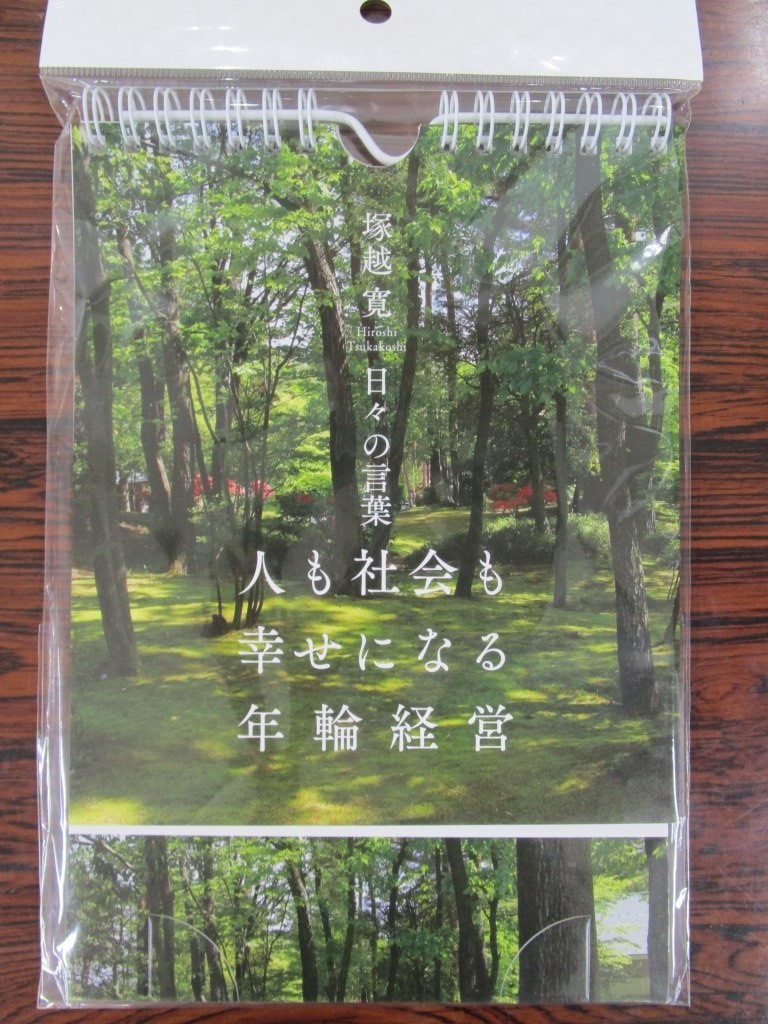 塚越 寛
Hiroshi
Tsukakoshi
日々の言葉
人も社会も
幸せになる
年輪経営